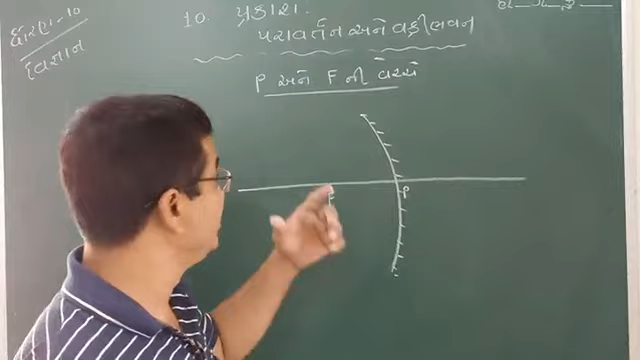 ધોરણ-10
વિજ્ઞાન
10. પ્રકાશ:
પરાવર્તન અને વક્રીભવન
P અને F ની વચ્ચે
P